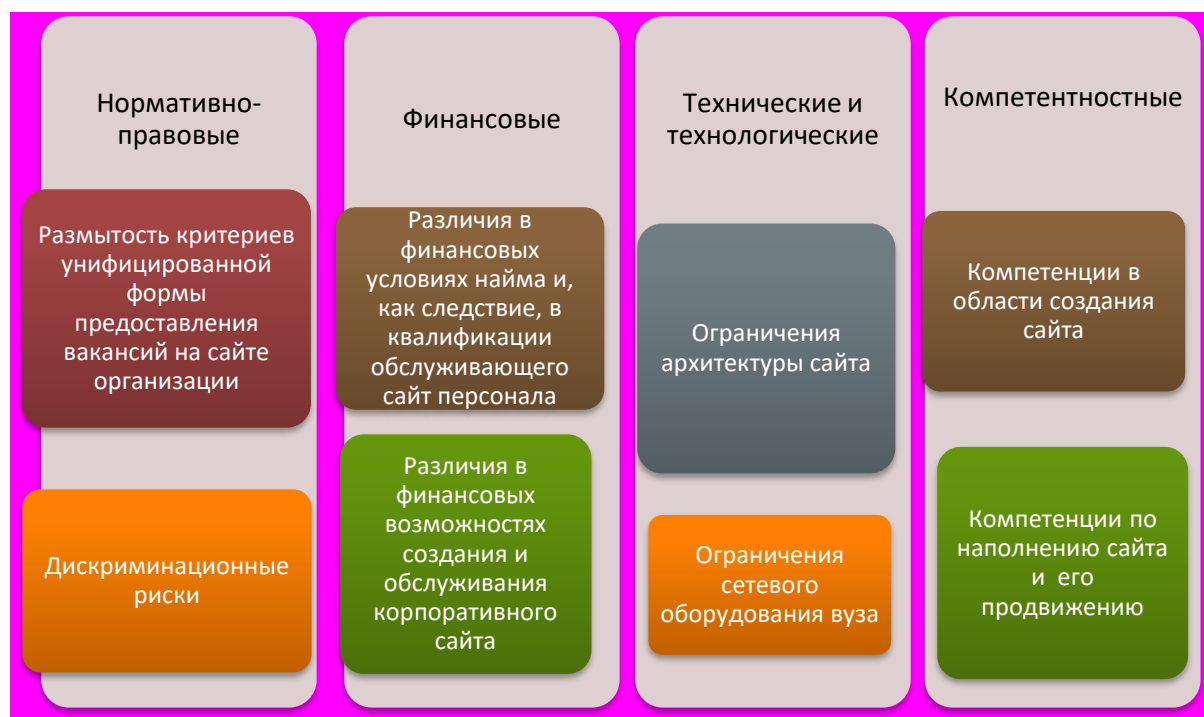 Нормативно-
правовые
Размытость критериев
унифицированной
формы
предоставления
вакансий на сайте
организации
Дискриминационные
риски
Финансовые
Различия в
финансовых
условиях найма и,
как следствие, в
квалификации
обслуживающего
сайт персонала
Различия в
финансовых
возможностях
создания и
обслуживания
корпоративного
сайта
Технические и
технологические
Ограничения
архитектуры сайта
Ограничения
сетевого
оборудования вуза
Компетентностные
Компетенции в
области создания
сайта
Компетенции по
наполнению сайта
и его
продвижению